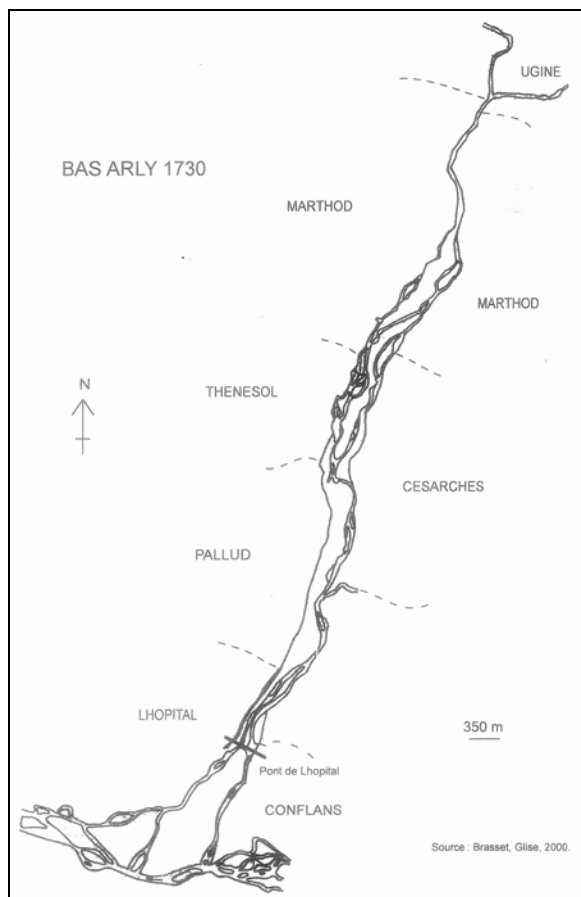 UGINE
BAS ARLY 1730
MARTHOD
MARTHOD
N
THENESOL
CESARCHES
PALLUD
LHOPITAL
350 m
Pont de Lhopital
CONFLANS
Source : Brasset, Glise, 2000.